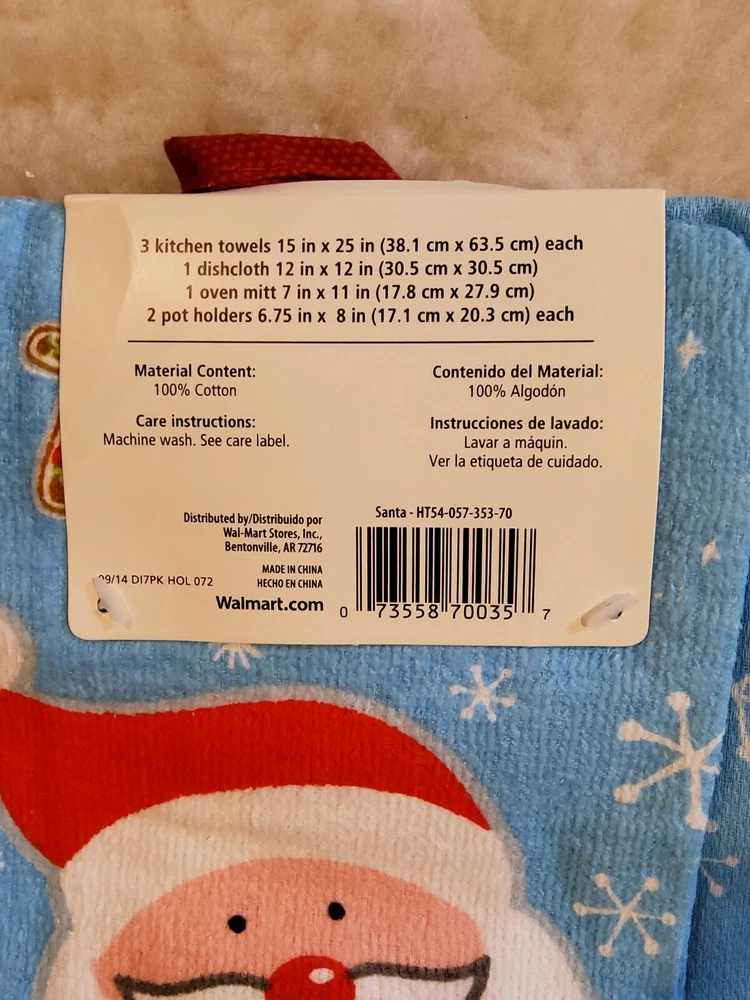 3 kitchen towels 15 in x 25 in (38.1 cm x 63.5 cm) each
1 dishcloth 12 in x 12 in (30.5 cm x 30.5 cm)
1 oven mitt 7 in x 11 in (17.8 cm x 27.9 cm)
2 pot holders 6.75 in x 8 in (17.1 cm x 20.3 cm) each
Material Content:
100% Cotton
Care instructions:
Machine wash. See care label.
Contenido del Material:
100% Algodón
Instrucciones de lavado:
Lavar a máquin.
Ver la etiqueta de cuidado.
Distributed by/Distribuido por
Wal-Mart Stores, Inc.,
Bentonville, AR 72716
MADE IN CHINA
HECHO EN CHINA
09/14 DI7PK HOL 072
Walmart.com
Santa - HT54-057-353-70
0 73558 70035 7